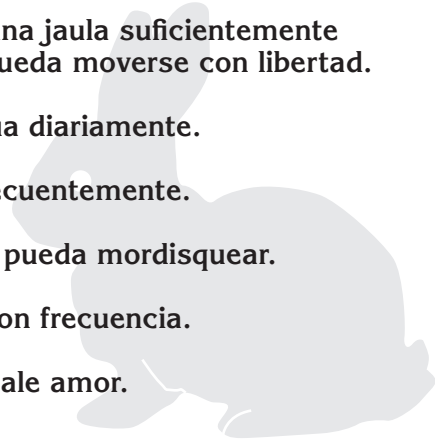 na jaula suficientemente
ueda moverse con libertad.
a diariamente.
cuentemente.
pueda mordisquear.
on frecuencia.
ale amor.